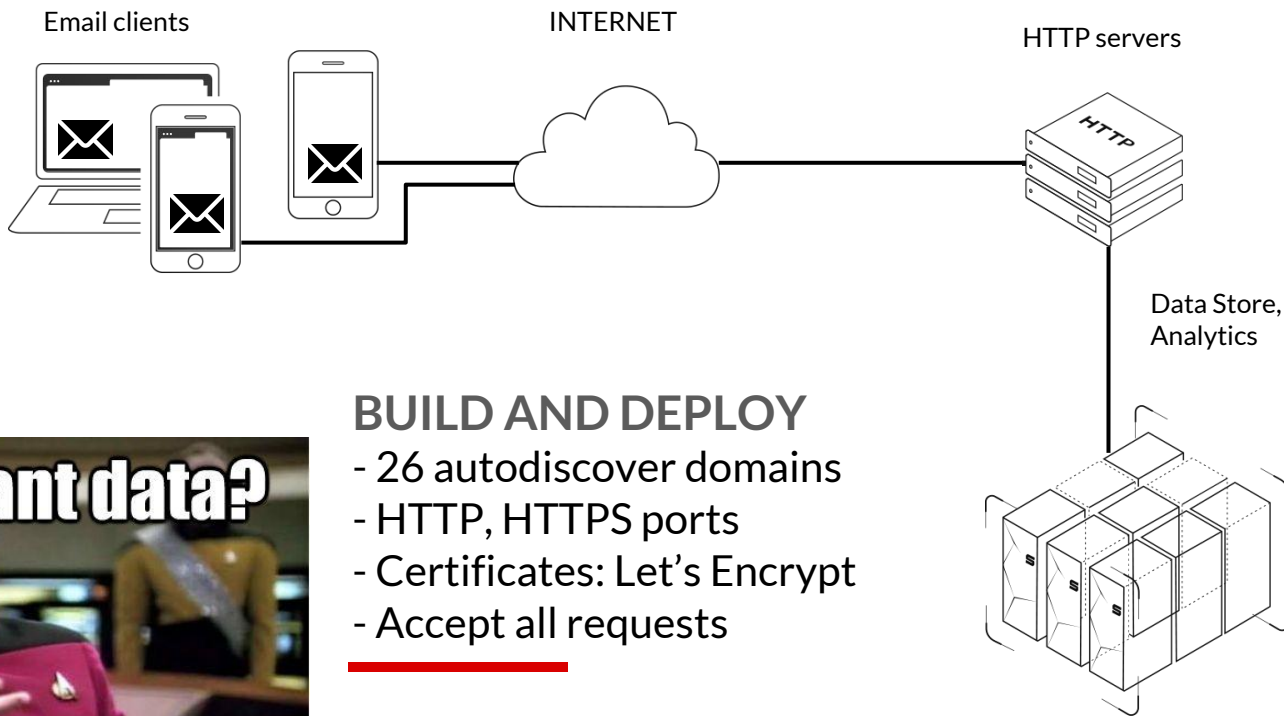 Email clients
INTERNET
HTTP servers
HTTP
Data Store,
Analytics
data?
BUILD AND DEPLOY
- 26 autodiscover domains
- HTTP, HTTPS ports
- Certificates: Let's Encrypt
- Accept all requests